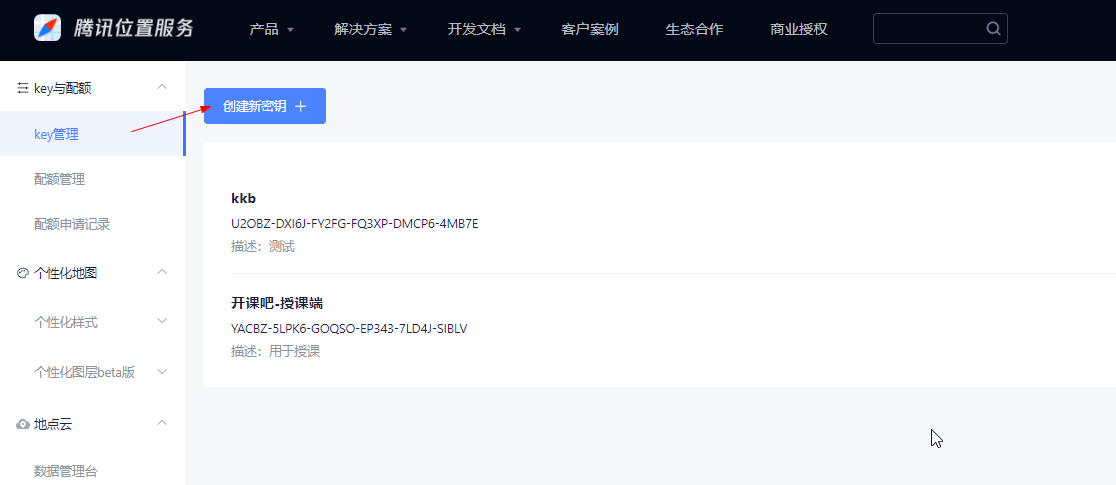 腾讯位置服务
产品
解决方案
开发文档
客户案例
生态合作
商业授权
key与配额
key管理
配额管理
配额申请记录
个性化地图
个性化样式
个性化图层beta版
地点云
数据管理台
创建新密钥 +
kkb
U2OBZ-DXI6J-FY2FG-FQ3XP-DMCP6-4MB7E
描述：测试
开课吧-授课端
YACBZ-5LPK6-GOQSO-EP343-7LD4J-SIBLV
描述：用于授课